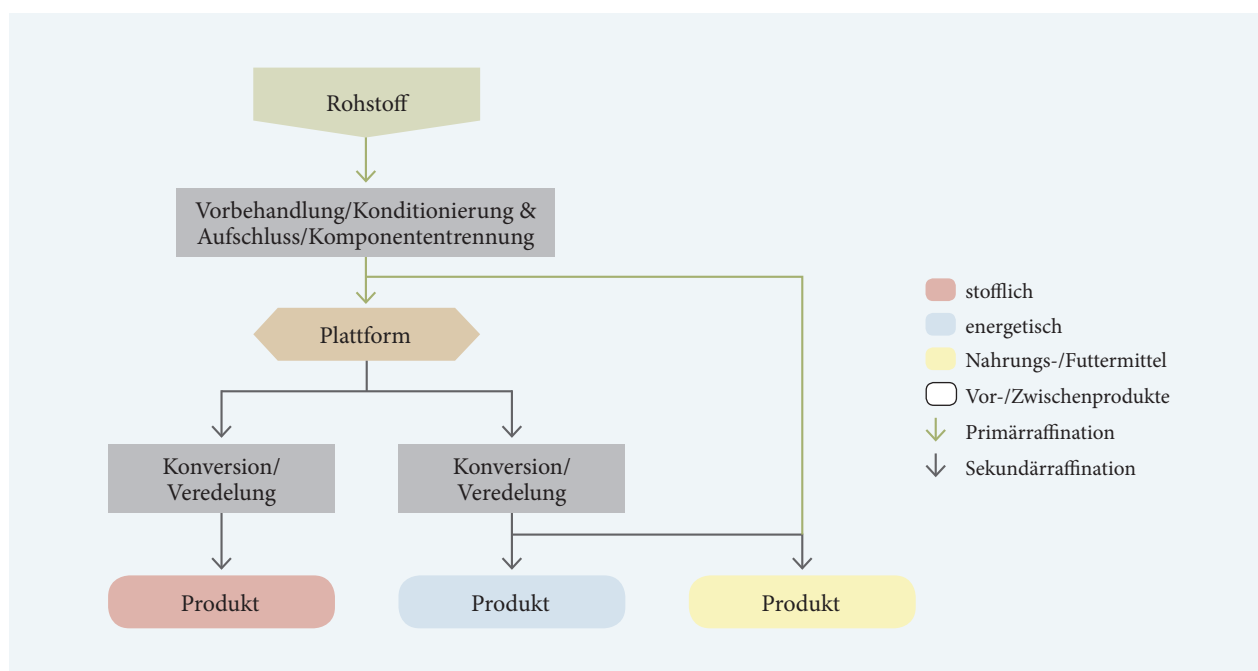 Rohstoff
Vorbehandlung/Konditionierung &
Aufschluss/Komponententrennung
Plattform
Konversion/
Veredelung
Konversion/
Veredelung
Produkt
Produkt
Produkt
stofflich
energetisch
Nahrungs-/Futtermittel
Vor-/Zwischenprodukte
Primärraffination
Sekundärraffination